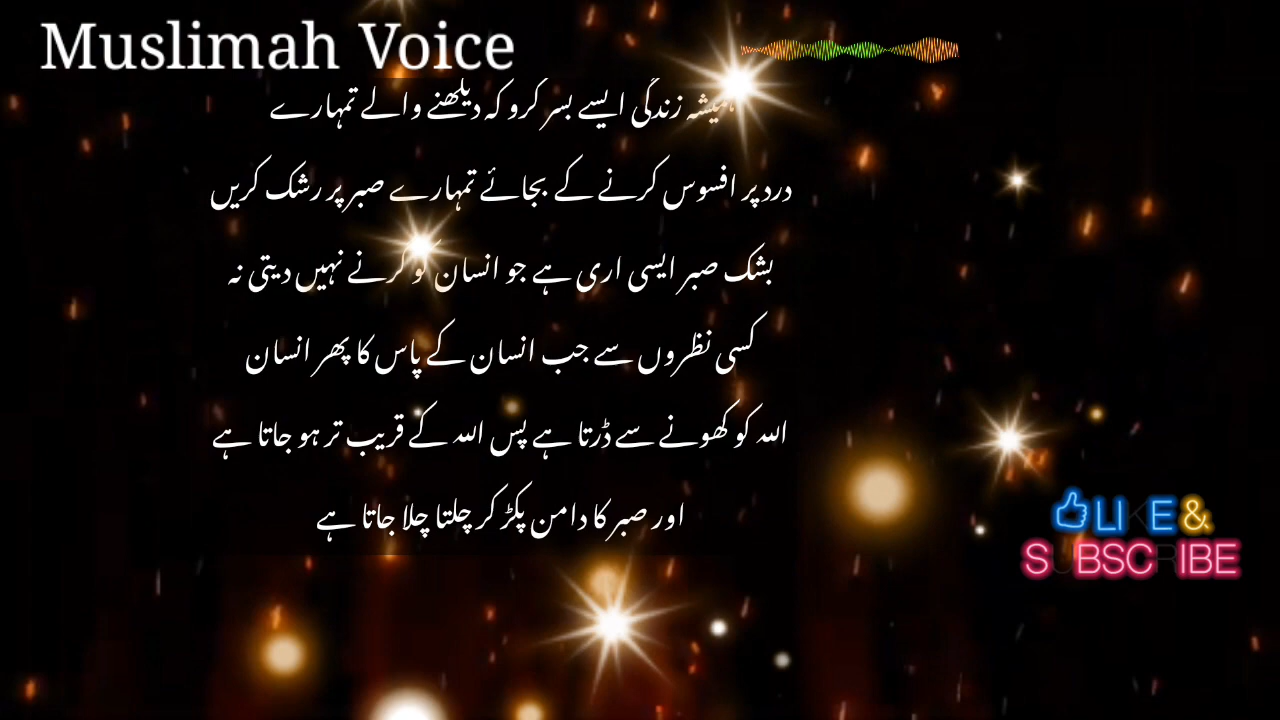 Muslimah Voice
ہمیشہ زندگی ایسے بسر کرو کہ دیکھنے والے تمہارے
درد پر افسوس کرنے کے بجائے تمہارے صبر پر رشک کریں
بشک صبر ایسی اری ہے جو انسان کو گرنے نہیں دیتی نہ
کسی نظروں سے جب انسان کے پاس کا پھر انسان
اللہ کو کھونے سے ڈرتا ہے پس اللہ کے قریب تر ہو جاتا ہے
اور صبر کا دامن پکڑ کر چلتا چلا جاتا ہے
LIKE &
SUBSCRIBE